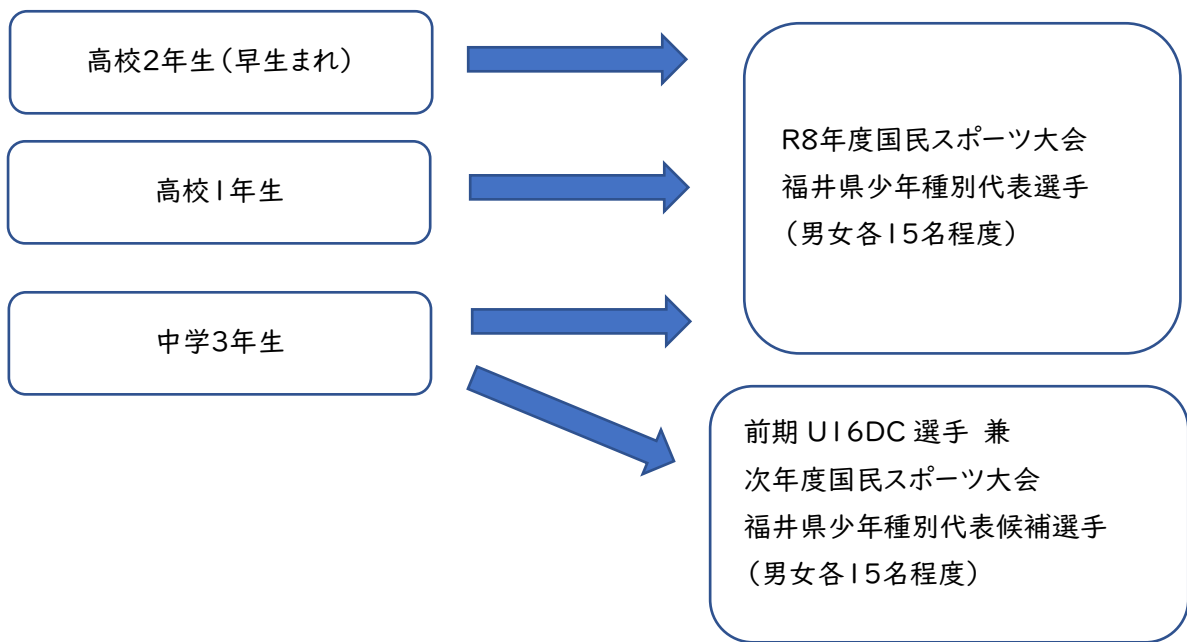 高校2年生（早生まれ）
高校1年生
中学3年生
R8年度国民スポーツ大会
福井県少年種別代表選手
（男女各15名程度）
前期 U16DC 選手 兼
次年度国民スポーツ大会
福井県少年種別代表候補選手
（男女各15名程度）